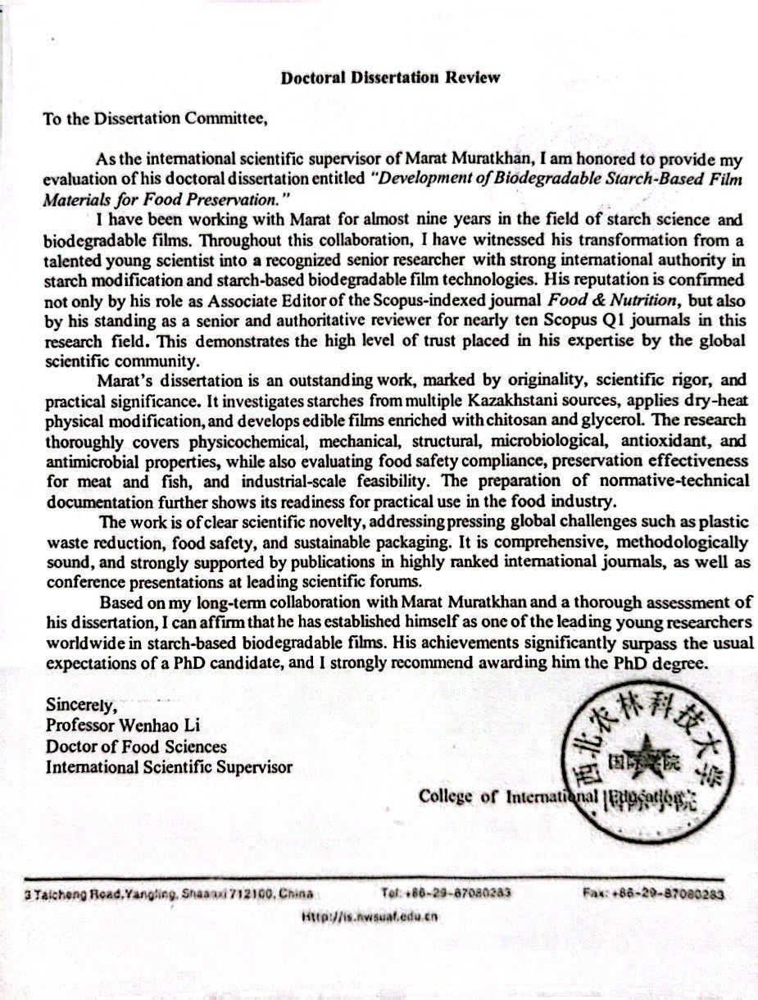 Doctoral Dissertation Review
To the Dissertation Committee,
As the international scientific supervisor of Marat Muratkhan, I am honored to provide my
evaluation of his doctoral dissertation entitled "Development of Biodegradable Starch-Based Film
Materials for Food Preservation."
I have been working with Marat for almost nine years in the field of starch science and
biodegradable films. Throughout this collaboration, I have witnessed his transformation from a
talented young scientist into a recognized senior researcher with strong international authority in
starch modification and starch-based biodegradable film technologies. His reputation is confirmed
not only by his role as Associate Editor of the Scopus-indexed journal Food & Nutrition, but also
by his standing as a senior and authoritative reviewer for nearly ten Scopus Q1 journals in this
research field. This demonstrates the high level of trust placed in his expertise by the global
scientific community.
Marat's dissertation is an outstanding work, marked by originality, scientific rigor, and
practical significance. It investigates starches from multiple Kazakhstani sources, applies dry-heat
physical modification, and develops edible films enriched with chitosan and glycerol. The research
thoroughly covers physicochemical, mechanical, structural, microbiological, antioxidant, and
antimicrobial properties, while also evaluating food safety compliance, preservation effectiveness
for meat and fish, and industrial-scale feasibility. The preparation of normative-technical
documentation further shows its readiness for practical use in the food industry.
The work is of clear scientific novelty, addressing pressing global challenges such as plastic
waste reduction, food safety, and sustainable packaging. It is comprehensive, methodologically
sound, and strongly supported by publications in highly ranked international journals, as well as
conference presentations at leading scientific forums.
Based on my long-term collaboration with Marat Muratkhan and a thorough assessment of
his dissertation, I can affirm that he has established himself as one of the leading young researchers
worldwide in starch-based biodegradable films. His achievements significantly surpass the usual
expectations of a PhD candidate, and I strongly recommend awarding him the PhD degree.
Sincerely,
Professor Wenhao Li
Doctor of Food Sciences
International Scientific Supervisor
西北农林科技大学
国际学院
College of International Education
国际学院
3 Taicheng Road,Yangling, Shaanxi 712100, China Tel: +86-29-87080283 Fax: +86-29-87080283
Http://is.nwsuaf.edu.cn